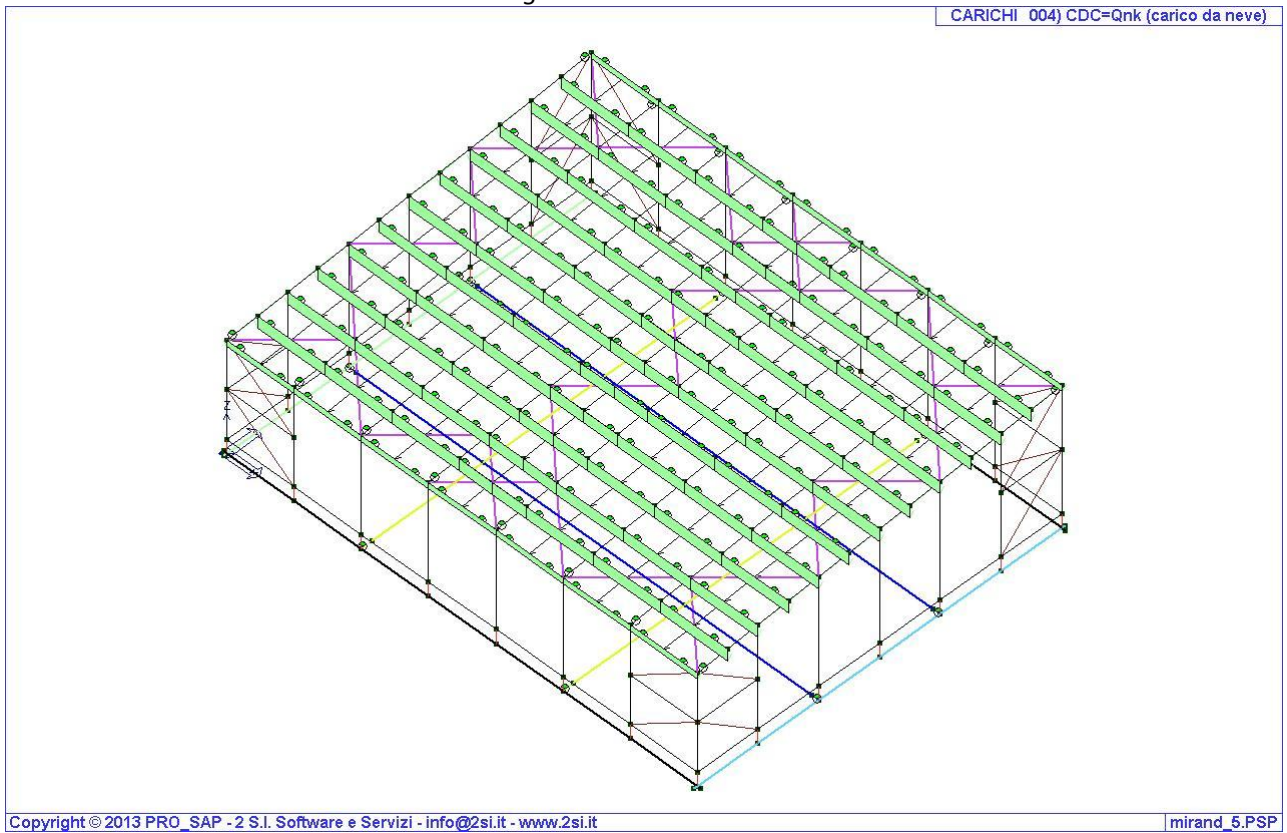 CARICHI 004) CDC=Qnk (carico da neve)
Z
Copyright © 2013 PRO_SAP - 2 S.I. Software e Servizi - info@2si.it - www.2si.it
mirand_5.PSP